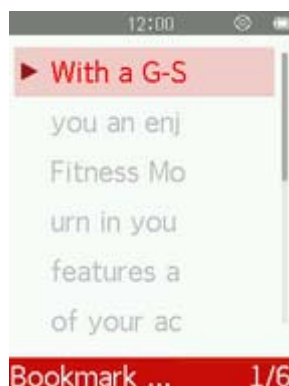 12:00
With a G-S
you an enj
Fitness Mo
urn in you
features a
of your ac
Bookmark ... 1/6